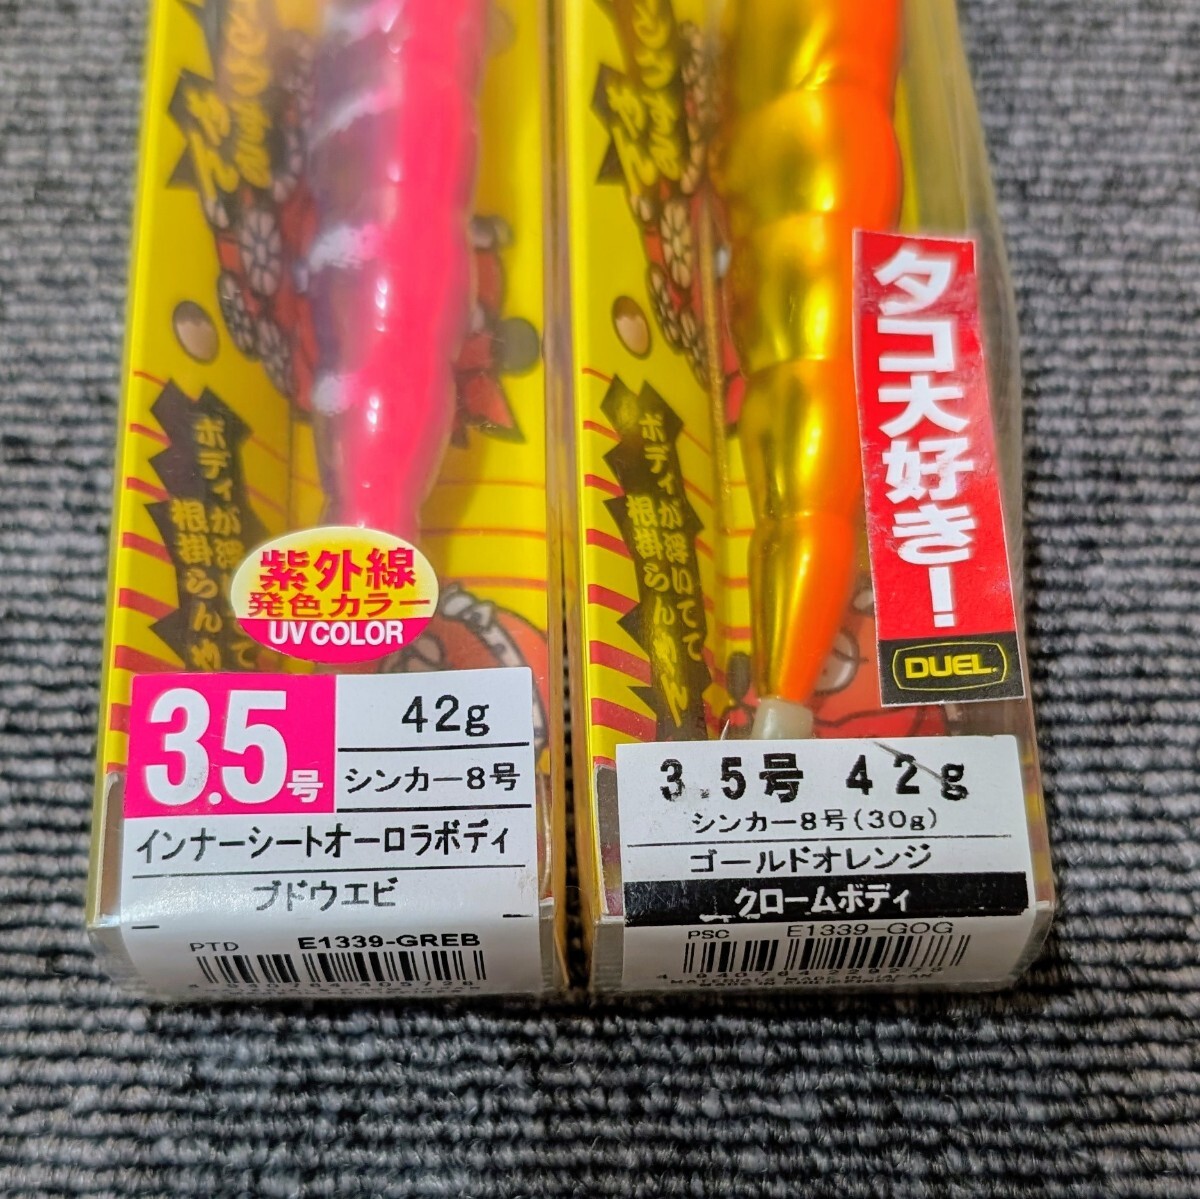 ボディが浮いてて
根掛らんめん
紫外線
発色カラー
UV COLOR
3.5号
42g
シンカー8号
インナーシートオーロラボディ
ブドウエビ
PTD E1339-GREB
ボディが浮いてて
根掛らんめん
タコ大好き!
DUEL
3.5号 42g
シンカー8号(30g)
ゴールドオレンジ
クロームボディ
PSC E1339-GOG